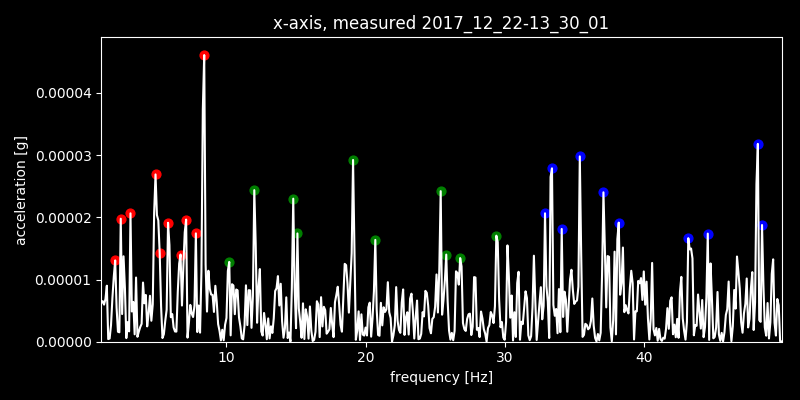 x-axis, measured 2017_12_22-13_30_01
0.00004
0.00003
0.00002
0.00001
0.00000
acceleration [g]
10 20 30 40
frequency [Hz]